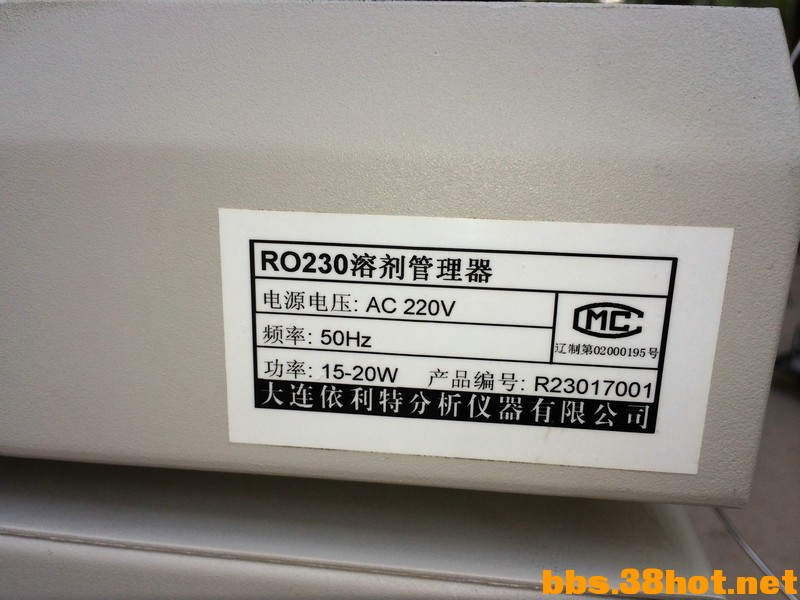 RO230溶剂管理器
电源电压: AC 220V
频率: 50Hz
MC
辽制第02000195号
功率: 15-20W 产品编号: R23017001
大连依利特分析仪器有限公司
bbs.38hot.net